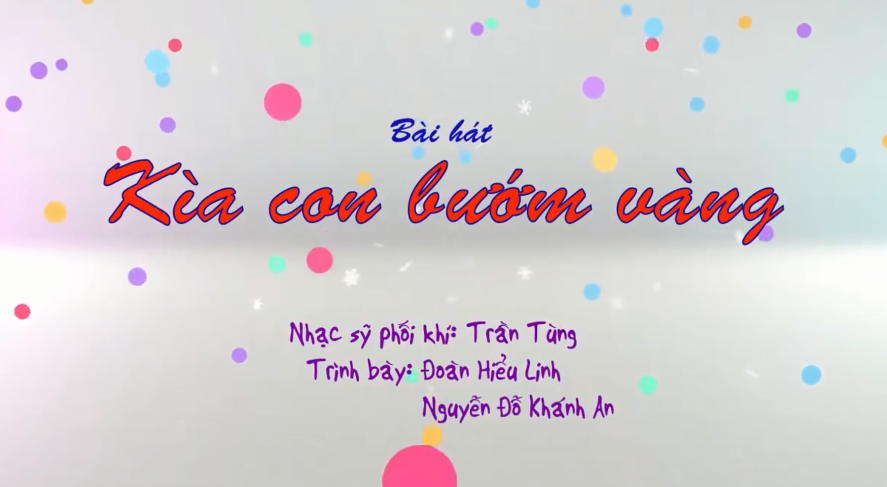 Bài hát
Kìa con bướm vàng
Nhạc sỹ phối khí: Trần Tùng
Trình bày: Đoàn Hiểu Linh
Nguyễn Đỗ Khánh An